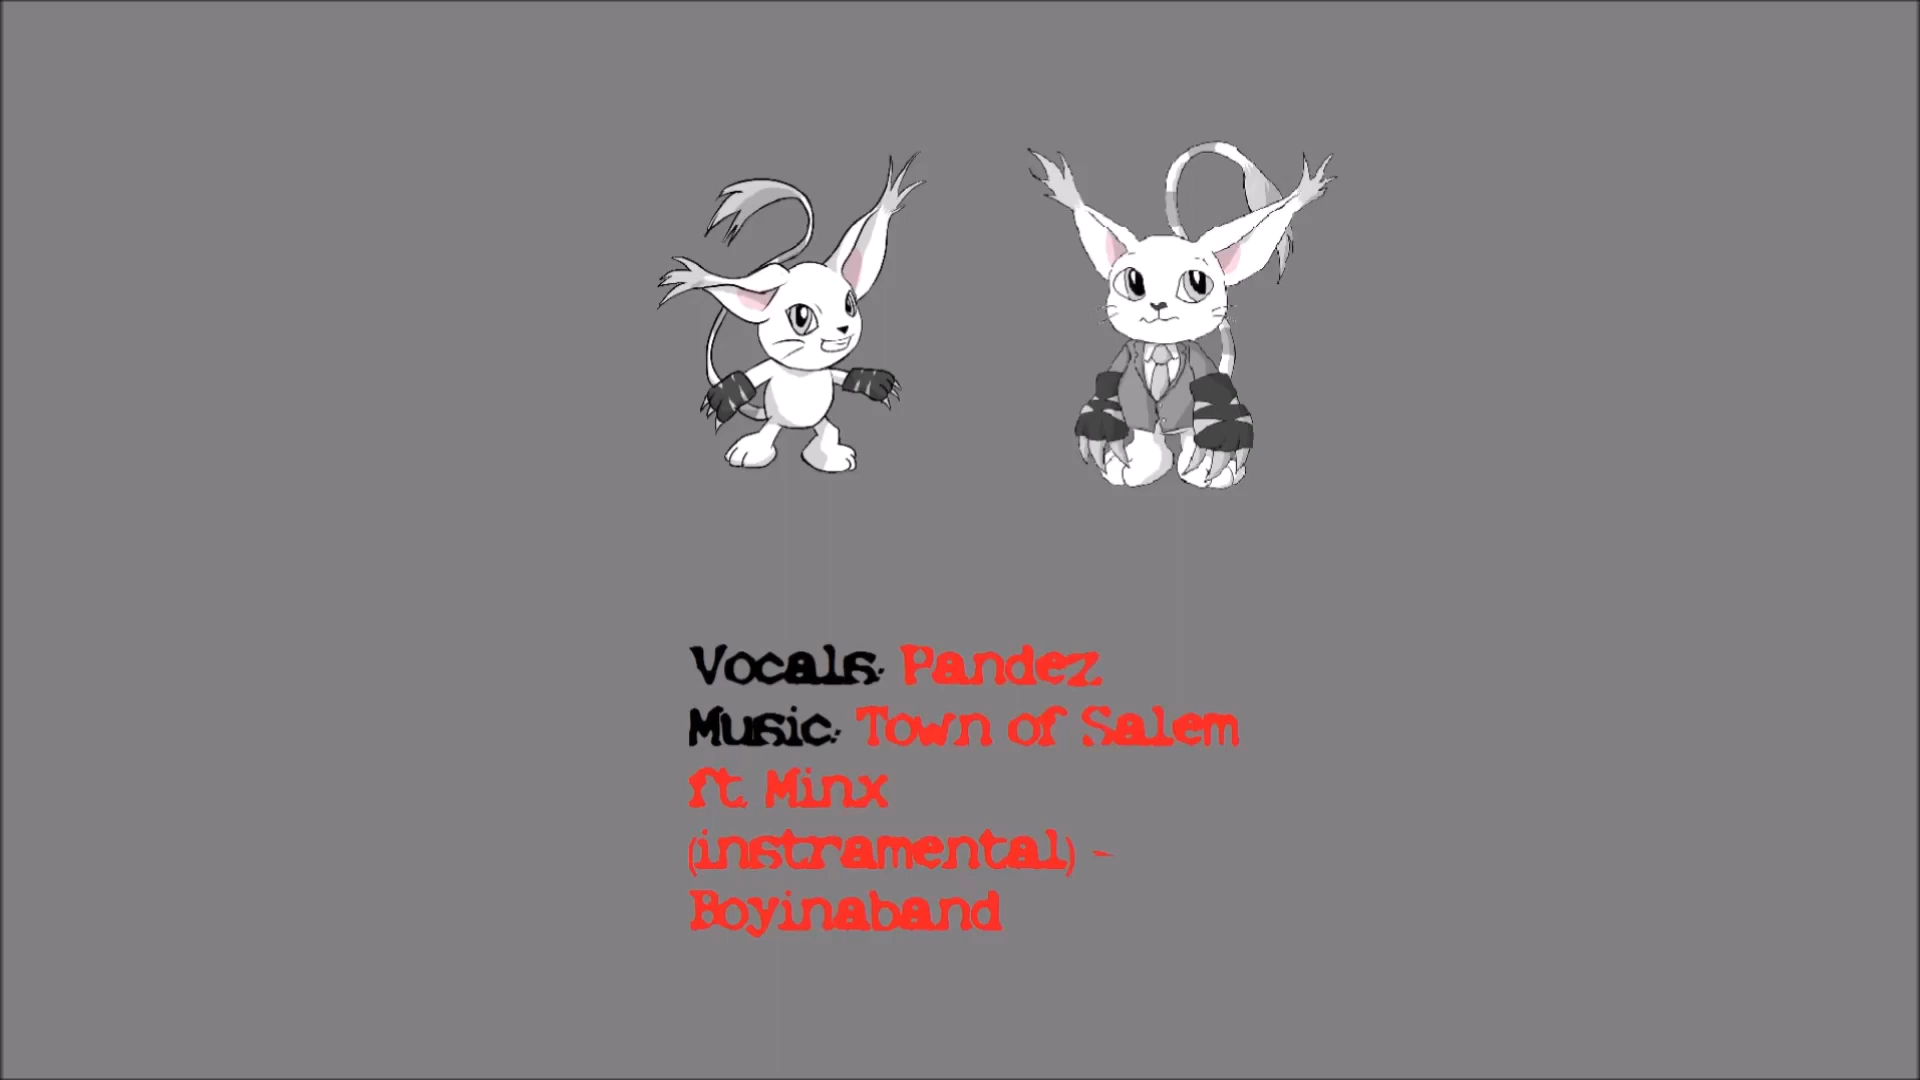 Vocals: Pandez
Music: Town of Salem
ft Minx
(instramental) -
Boyinaband